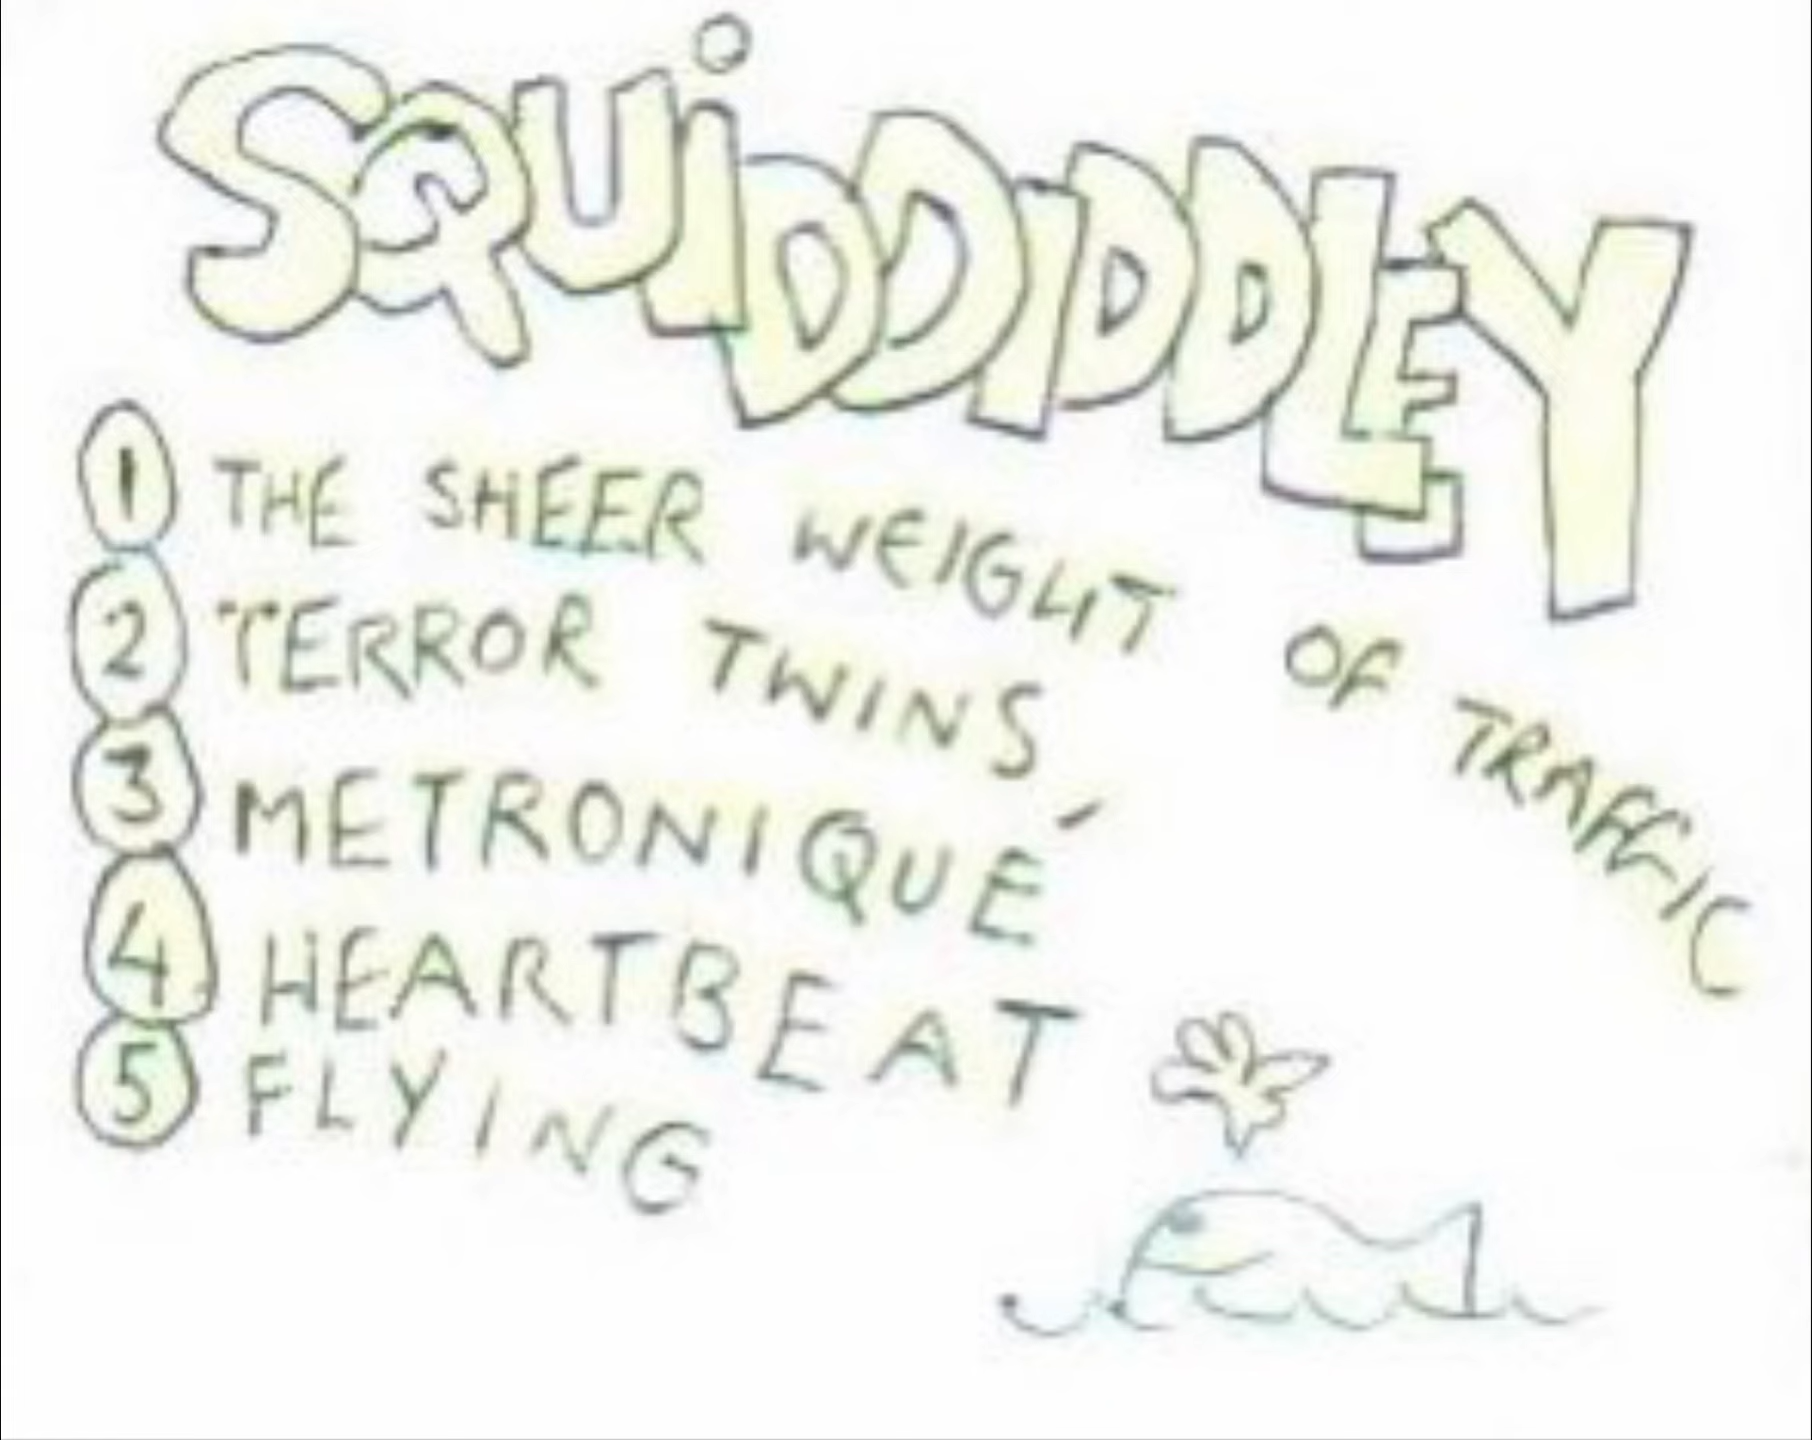 SQUiDDIDDLEY
1 THE SHEER WEIGHT OF TRAFFIC
2 TERROR TWINS
3 METRONIQUÉ
4 HEARTBEAT
5 FLYING